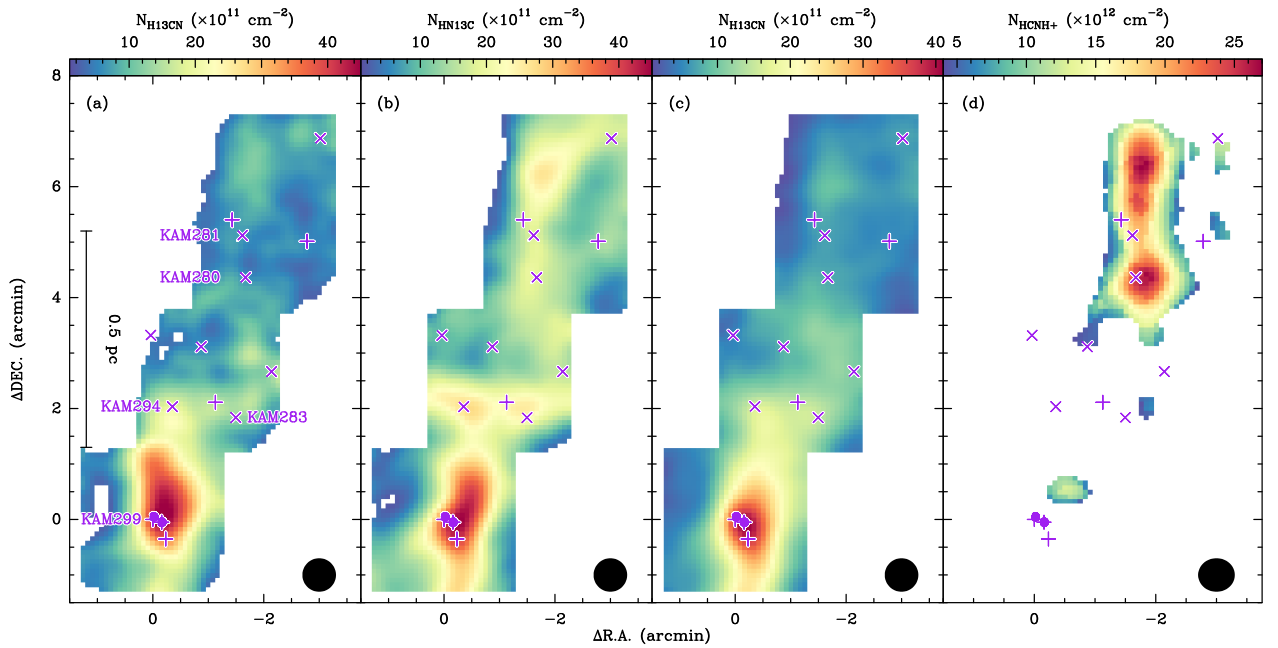 N_H13CN (×10^11 cm^-2) N_HN13C (×10^11 cm^-2) N_H13CN (×10^11 cm^-2) N_HCNH+ (×10^12 cm^-2)
10 20 30 40 10 20 30 40 10 20 30 40 5 10 15 20 25
8
(a) (b) (c) (d)
6
KAM281
KAM280
4
0.5 pc
ΔDEC. (arcmin)
2
KAM294 KAM283
0
KAM299
0 −2 0 −2 0 −2 0 −2
ΔR.A. (arcmin)